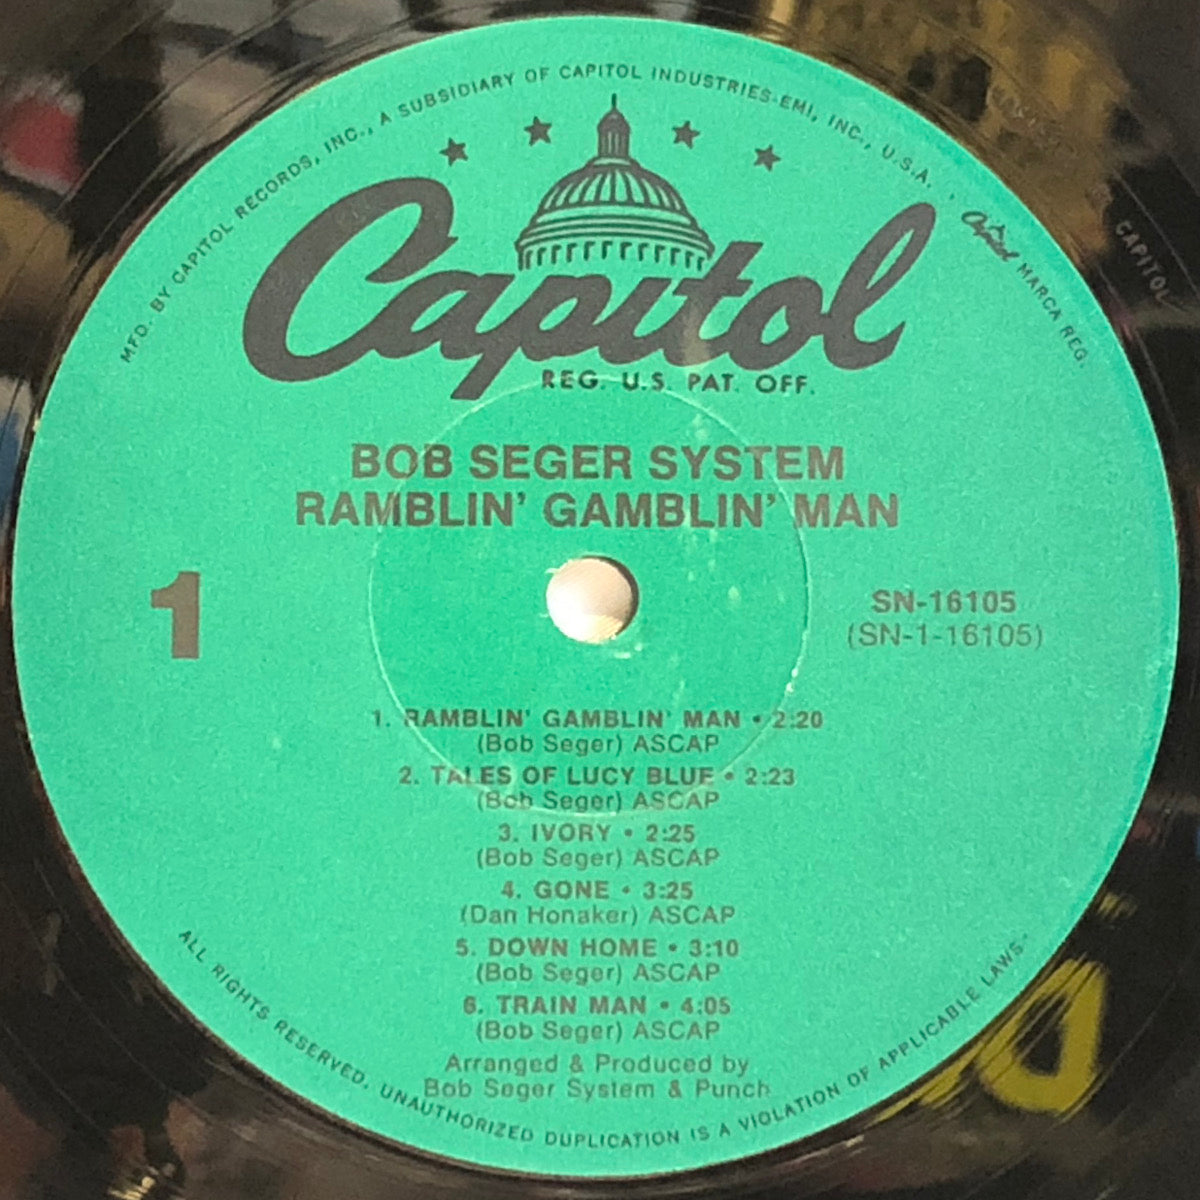 MFD. BY CAPITOL RECORDS, INC., A SUBSIDIARY OF CAPITOL INDUSTRIES-EMI, INC., U.S.A. . Capitol MARCA REG.
CAPITOL
Capitol
REG. U.S. PAT. OFF.
BOB SEGER SYSTEM
RAMBLIN' GAMBLIN' MAN
1
SN-16105
(SN-1-16105)
1. RAMBLIN' GAMBLIN' MAN • 2:20
(Bob Seger) ASCAP
2. TALES OF LUCY BLUE • 2:23
(Bob Seger) ASCAP
3. IVORY • 2:25
(Bob Seger) ASCAP
4. GONE • 3:25
(Dan Honaker) ASCAP
5. DOWN HOME • 3:10
(Bob Seger) ASCAP
6. TRAIN MAN • 4:05
(Bob Seger) ASCAP
Arranged & Produced by
Bob Seger System & Punch
ALL RIGHTS RESERVED. UNAUTHORIZED DUPLICATION IS A VIOLATION OF APPLICABLE LAWS.